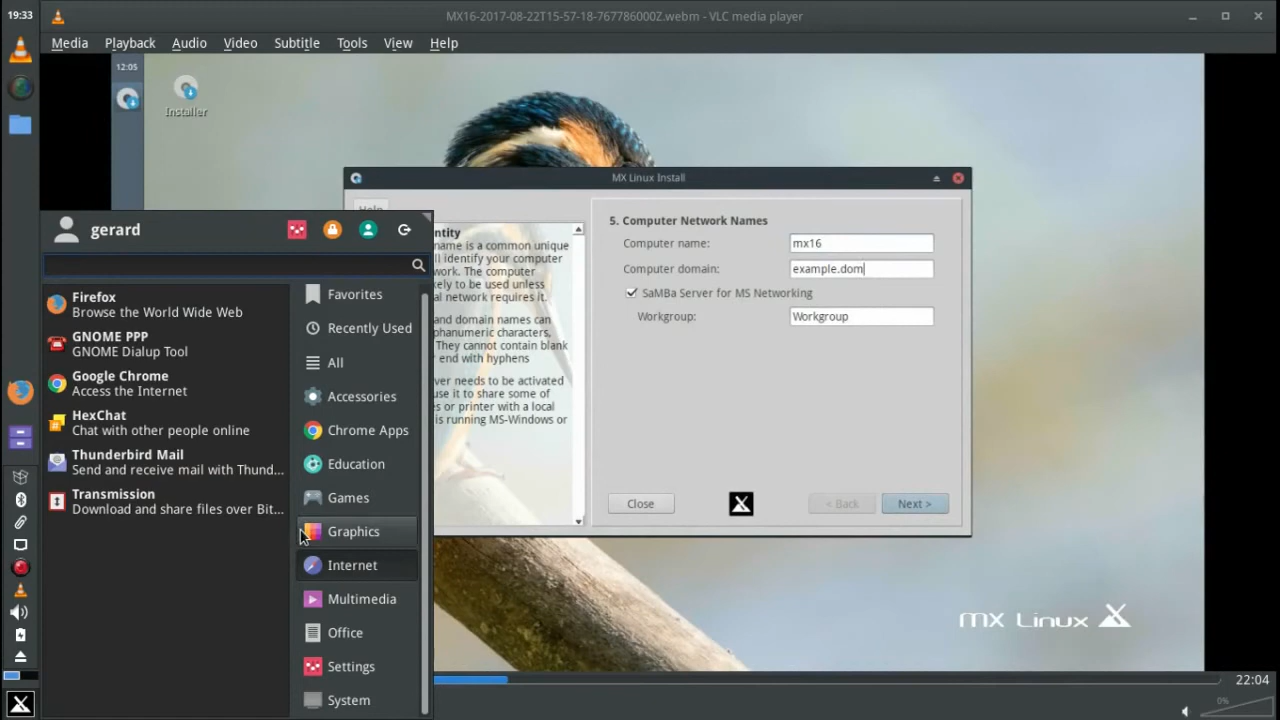 19:33
MX16-2017-08-22T15-57-18-767786000Z.webm - VLC media player
Media Playback Audio Video Subtitle Tools View Help
12:05
Installer
MX Linux Install
Help
gerard
Firefox
Browse the World Wide Web
GNOME PPP
GNOME Dialup Tool
Google Chrome
Access the Internet
HexChat
Chat with other people online
Thunderbird Mail
Send and receive mail with Thund...
Transmission
Download and share files over Bit...
Favorites
Recently Used
All
Accessories
Chrome Apps
Education
Games
Graphics
Internet
Multimedia
Office
Settings
System
ntity
name is a common unique
ll identify your computer
work. The computer
ely to be used unless
al network requires it.
and domain names can
phanumeric characters,
They cannot contain blank
end with hyphens
ver needs to be activated
use it to share some of
es or printer with a local
is running MS-Windows or
5. Computer Network Names
Computer name: mx16
Computer domain: example.dom
SaMBa Server for MS Networking
Workgroup: Workgroup
Close
< Back
Next >
MX Linux
22:04
0%